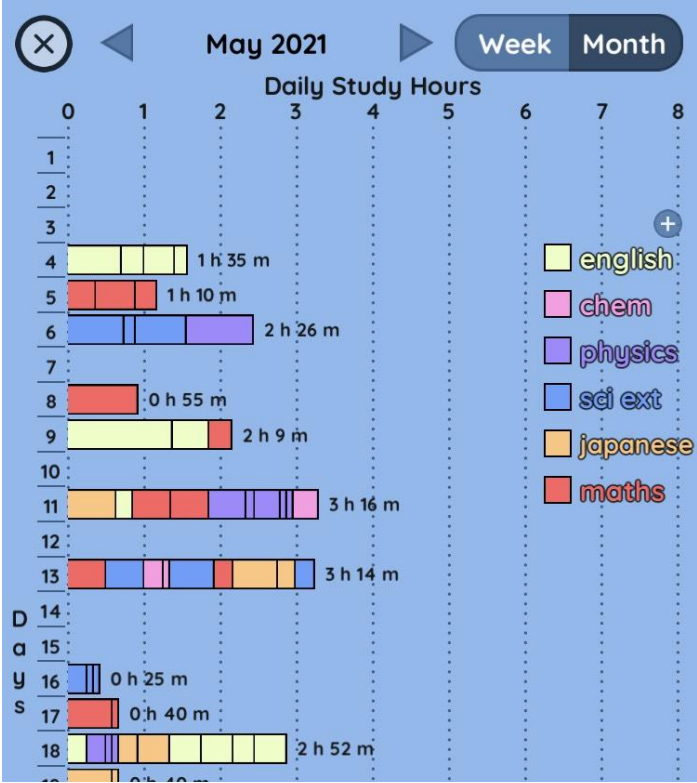 May 2021
Week Month
Daily Study Hours
0 1 2 3 4 5 6 7 8
1
2
3
4 1 h 35 m
english
5 1 h 10 m
chem
6 2 h 26 m
physics
7
8 0 h 55 m
sci ext
9 2 h 9 m
japanese
10
11 3 h 16 m
maths
12
13 3 h 14 m
14
15
16 0 h 25 m
17 0 h 40 m
18 2 h 52 m
Days